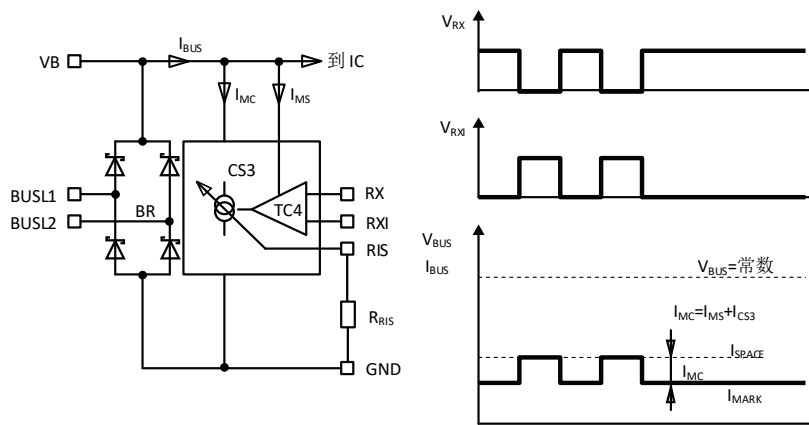 VB
I_BUS
到 IC
I_MC
I_MS
CS3
TC4
BUSL1
BUSL2
BR
RX
RXI
RIS
R_RIS
GND
V_RX
V_RXI
V_BUS
I_BUS
V_BUS=常数
I_MC=I_MS+I_CS3
I_SPACE
I_MC
I_MARK